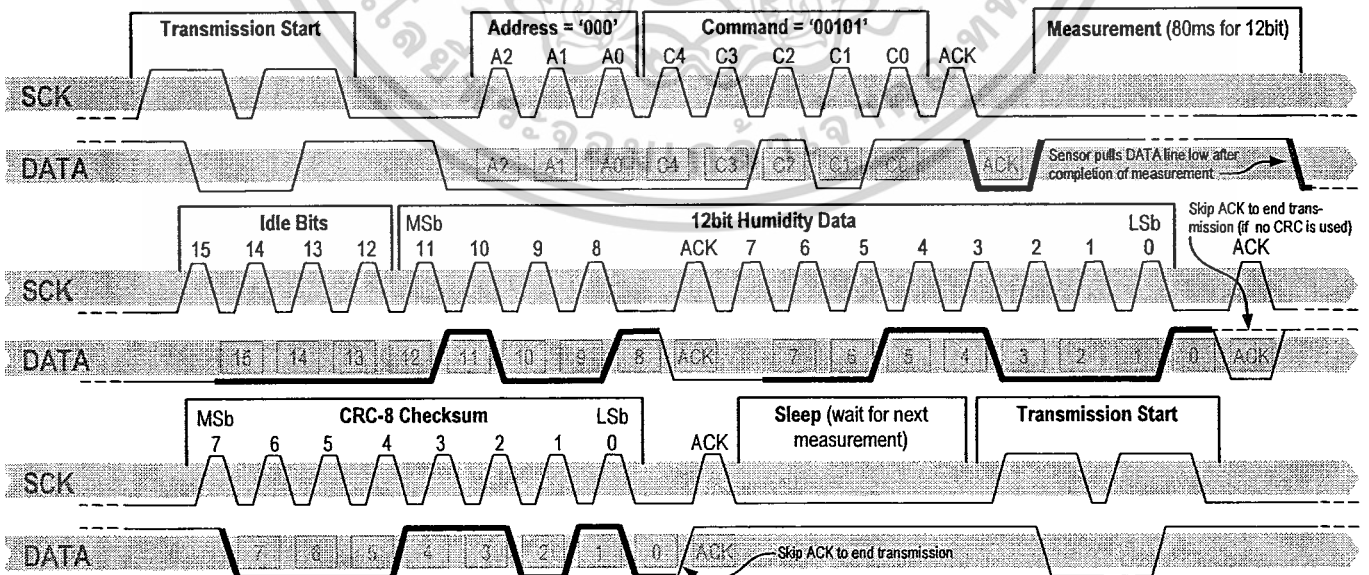 Transmission Start
Address = '000'
Command = '00101'
Measurement (80ms for 12bit)
A2 A1 A0 C4 C3 C2 C1 C0 ACK
SCK
DATA
A2 A1 A0 C4 C3 C2 C1 C0 ACK
Sensor pulls DATA line low after
completion of measurement
Idle Bits
MSb
12bit Humidity Data
LSb
Skip ACK to end trans-
mission (if no CRC is used)
15 14 13 12 11 10 9 8 ACK 7 6 5 4 3 2 1 0 ACK
SCK
DATA
15 14 13 12 11 10 9 8 ACK 7 6 5 4 3 2 1 0 ACK
MSb
CRC-8 Checksum
LSb
Sleep (wait for next
measurement)
Transmission Start
7 6 5 4 3 2 1 0 ACK
SCK
DATA
7 6 5 4 3 2 1 0 ACK
Skip ACK to end transmission